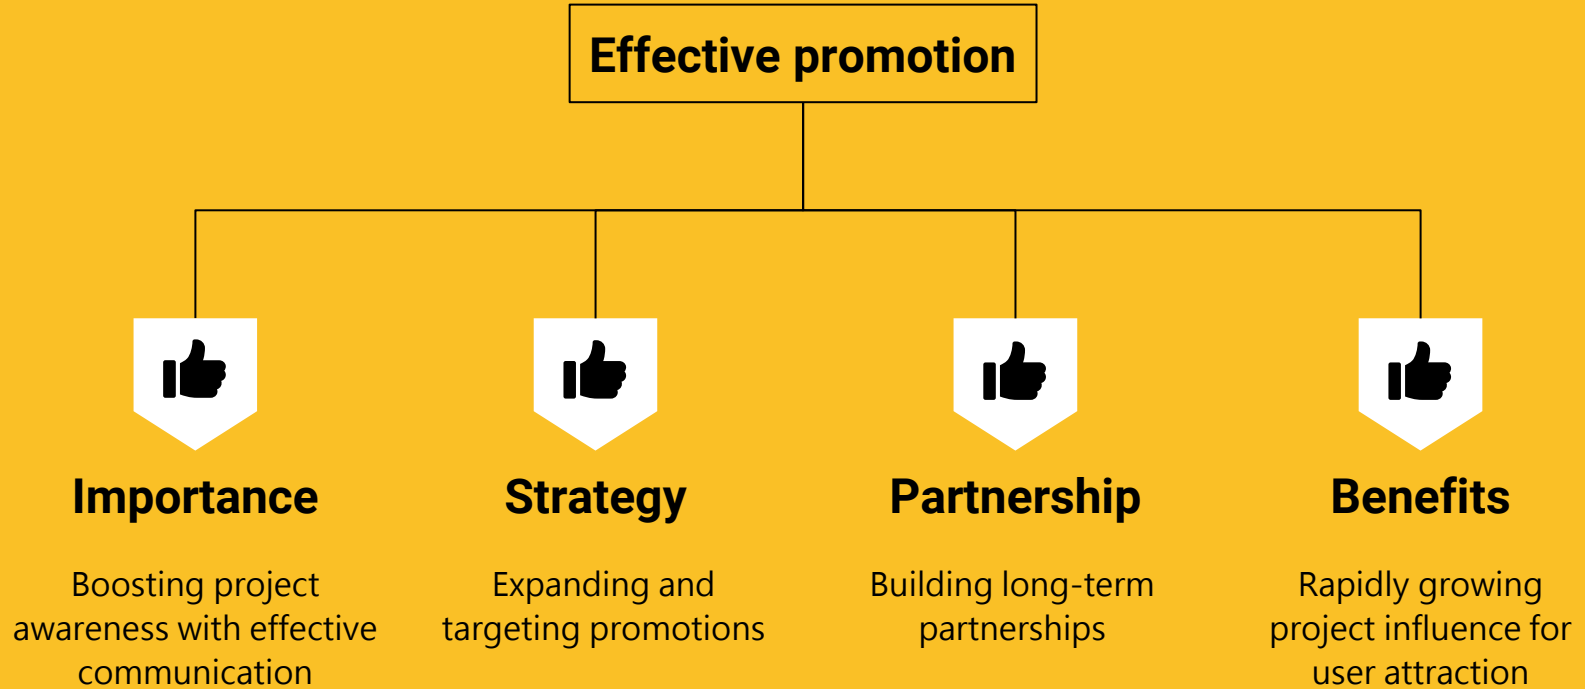 Effective promotion
Importance
Boosting project
awareness with effective
communication
Strategy
Expanding and
targeting promotions
Partnership
Building long-term
partnerships
Benefits
Rapidly growing
project influence for
user attraction